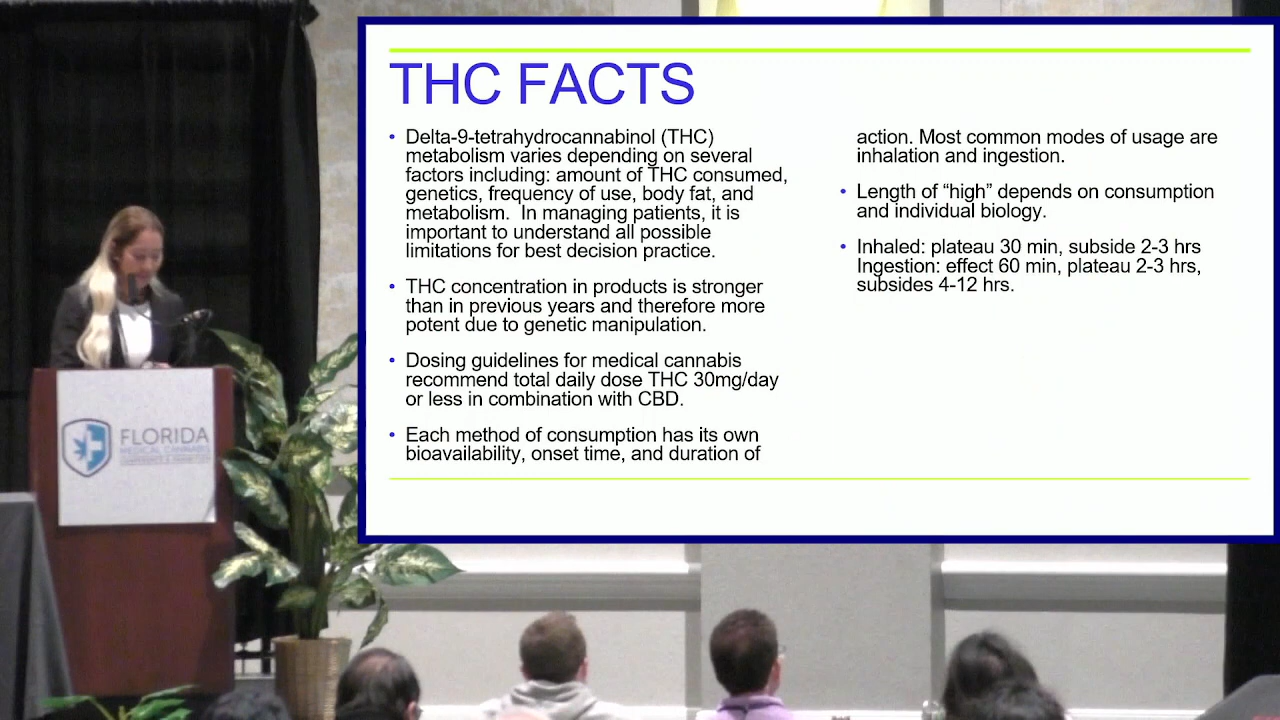 THC FACTS
• Delta-9-tetrahydrocannabinol (THC)
metabolism varies depending on several
factors including: amount of THC consumed,
genetics, frequency of use, body fat, and
metabolism.  In managing patients, it is
important to understand all possible
limitations for best decision practice.
• THC concentration in products is stronger
than in previous years and therefore more
potent due to genetic manipulation.
• Dosing guidelines for medical cannabis
recommend total daily dose THC 30mg/day
or less in combination with CBD.
• Each method of consumption has its own
bioavailability, onset time, and duration of
action. Most common modes of usage are
inhalation and ingestion.
• Length of “high” depends on consumption
and individual biology.
• Inhaled: plateau 30 min, subside 2-3 hrs
Ingestion: effect 60 min, plateau 2-3 hrs,
subsides 4-12 hrs.
FLORIDA
MEDICAL CANNABIS